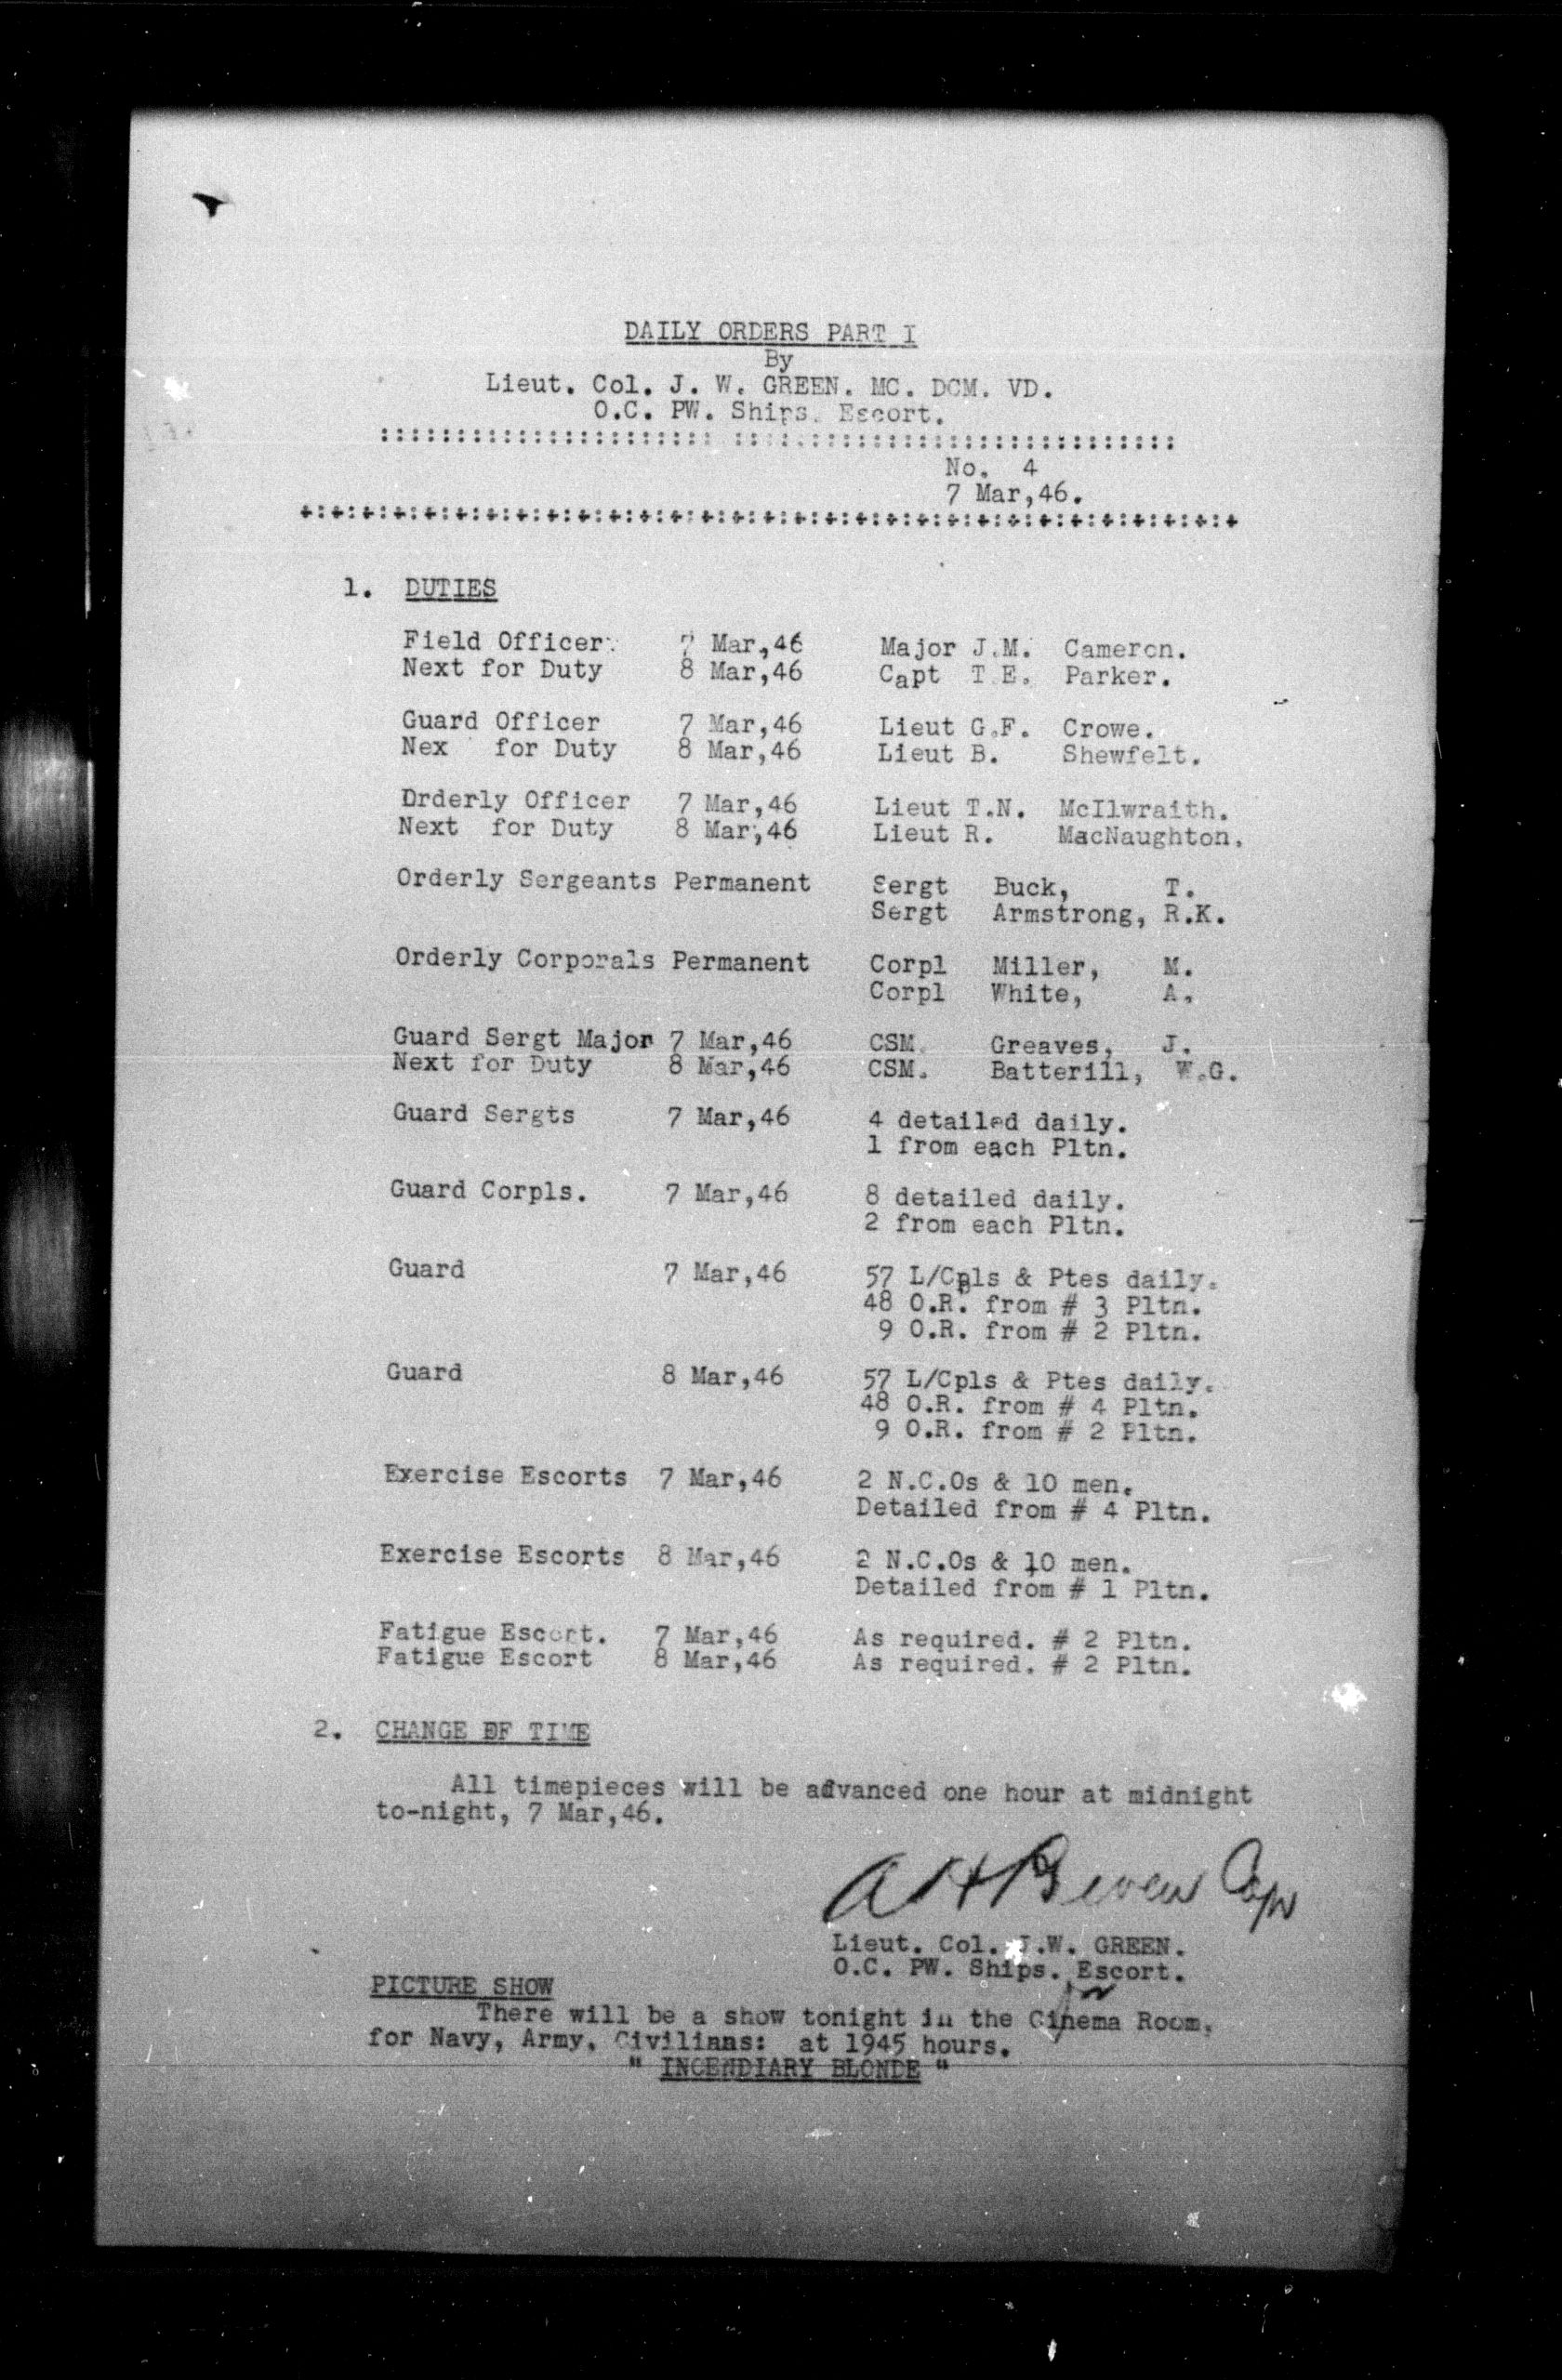 DAILY ORDERS PART I
By
Lieut. Col. J. W. GREEN. MC. DCM. VD.
O.C. PW. Ships. Escort.
No. 4
7 Mar,46.
1. DUTIES
Field Officer. 7 Mar,46 Major J.M. Cameron.
Next for Duty 8 Mar,46 Capt T.E. Parker.
Guard Officer 7 Mar,46 Lieut G.F. Crowe.
Nex for Duty 8 Mar,46 Lieut B. Shewfelt.
Drderly Officer 7 Mar,46 Lieut T.N. McIlwraith.
Next for Duty 8 Mar,46 Lieut R. MacNaughton.
Orderly Sergeants Permanent Sergt Buck, T.
Sergt Armstrong, R.K.
Orderly Corporals Permanent Corpl Miller, M.
Corpl White, A.
Guard Sergt Major 7 Mar,46 CSM. Greaves, J.
Next for Duty 8 Mar,46 CSM. Batterill, W.G.
Guard Sergts 7 Mar,46 4 detailed daily.
1 from each Pltn.
Guard Corpls. 7 Mar,46 8 detailed daily.
2 from each Pltn.
Guard 7 Mar,46 57 L/Cpls & Ptes daily.
48 O.R. from # 3 Pltn.
9 O.R. from # 2 Pltn.
Guard 8 Mar,46 57 L/Cpls & Ptes daily.
48 O.R. from # 4 Pltn.
9 O.R. from # 2 Pltn.
Exercise Escorts 7 Mar,46 2 N.C.Os & 10 men.
Detailed from # 4 Pltn.
Exercise Escorts 8 Mar,46 2 N.C.Os & 10 men.
Detailed from # 1 Pltn.
Fatigue Escort. 7 Mar,46 As required. # 2 Pltn.
Fatigue Escort 8 Mar,46 As required. # 2 Pltn.
2. CHANGE OF TIME
All timepieces will be advanced one hour at midnight
to-night, 7 Mar,46.
A H Beven Cap
Lieut. Col. J.W. GREEN.
O.C. PW. Ships. Escort.
for
PICTURE SHOW
There will be a show tonight in the Cinema Room,
for Navy, Army, Civilians: at 1945 hours.
" INCENDIARY BLONDE "